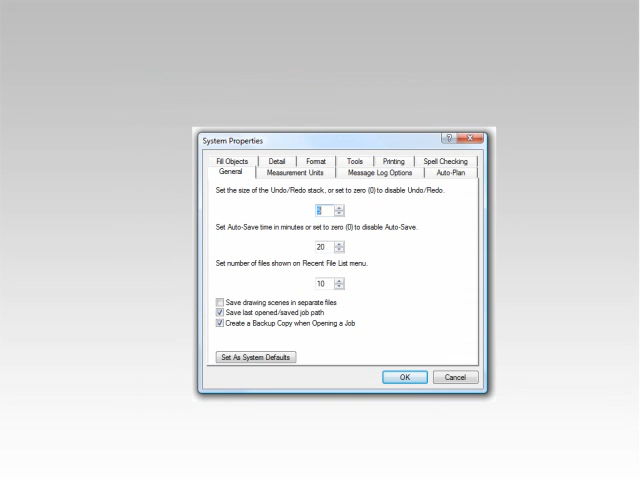 System Properties
Fill Objects Detail Format Tools Printing Spell Checking
General Measurement Units Message Log Options Auto-Plan
Set the size of the Undo/Redo stack, or set to zero (0) to disable Undo/Redo.
5
Set Auto-Save time in minutes or set to zero (0) to disable Auto-Save.
20
Set number of files shown on Recent File List menu.
10
Save drawing scenes in separate files
Save last opened/saved job path
Create a Backup Copy when Opening a Job
Set As System Defaults
OK Cancel